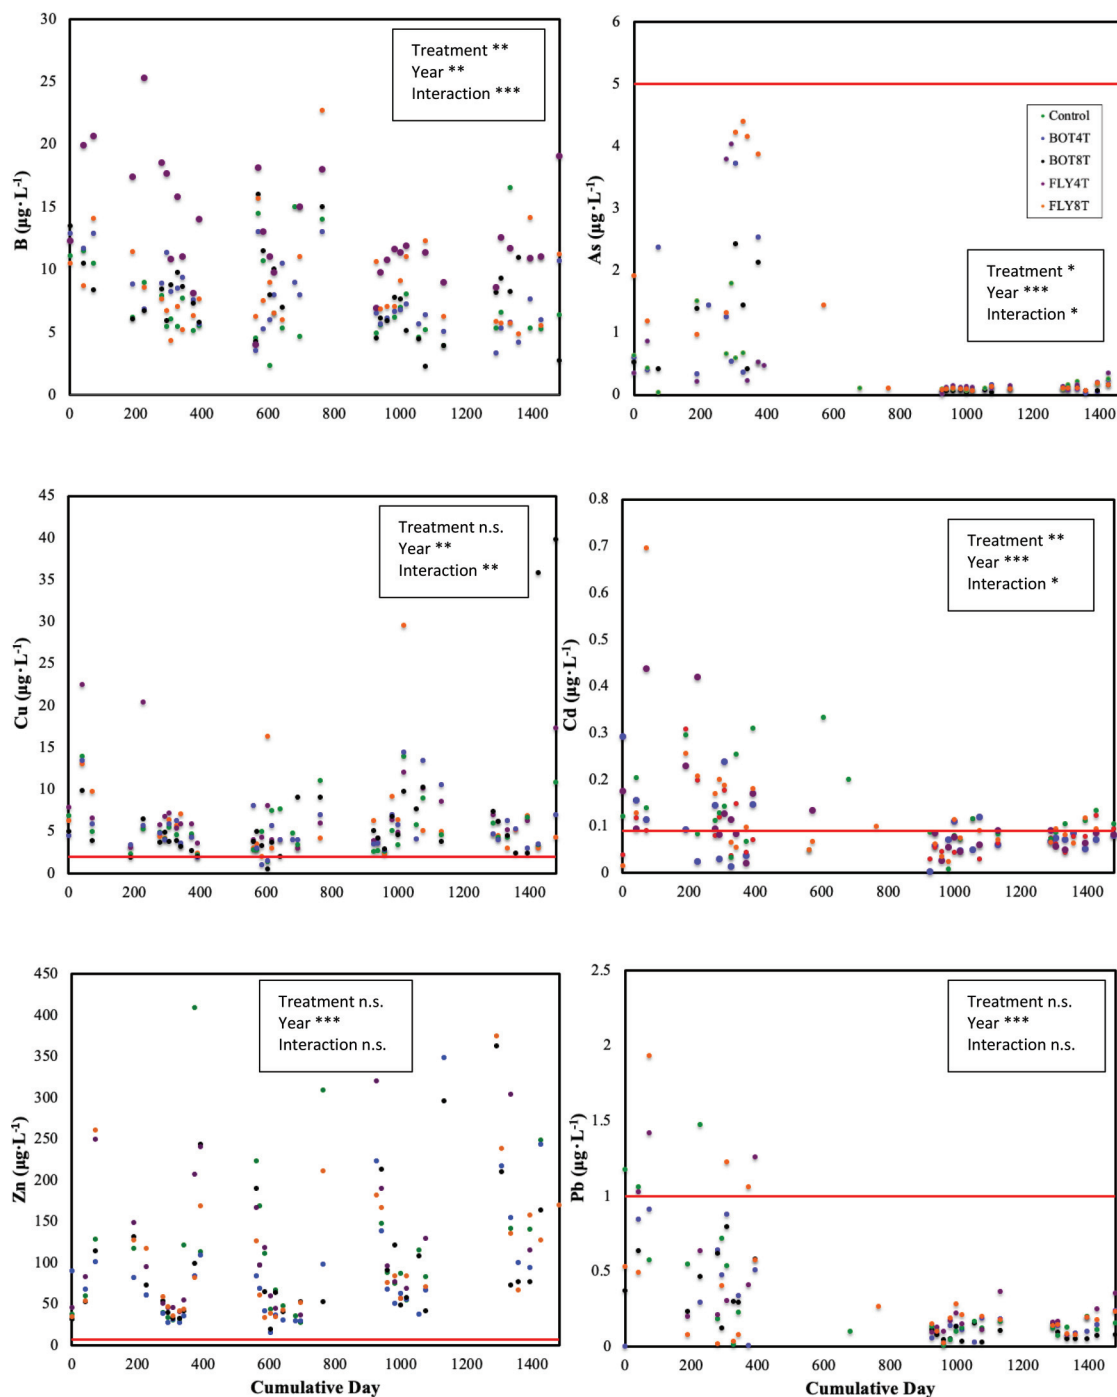 30
25
20
15
10
5
0
B (µg·L⁻¹)
Treatment **
Year **
Interaction ***
0 200 400 600 800 1000 1200 1400
6
5
4
3
2
1
0
As (µg·L⁻¹)
Control
BOT4T
BOT8T
FLY4T
FLY8T
Treatment *
Year ***
Interaction *
0 200 400 600 800 1000 1200 1400
45
40
35
30
25
20
15
10
5
0
Cu (µg·L⁻¹)
Treatment n.s.
Year **
Interaction **
0 200 400 600 800 1000 1200 1400
0.8
0.7
0.6
0.5
0.4
0.3
0.2
0.1
0
Cd (µg·L⁻¹)
Treatment **
Year ***
Interaction *
0 200 400 600 800 1000 1200 1400
450
400
350
300
250
200
150
100
50
0
Zn (µg·L⁻¹)
Treatment n.s.
Year ***
Interaction n.s.
0 200 400 600 800 1000 1200 1400
Cumulative Day
2.5
2
1.5
1
0.5
0
Pb (µg·L⁻¹)
Treatment n.s.
Year ***
Interaction n.s.
0 200 400 600 800 1000 1200 1400
Cumulative Day